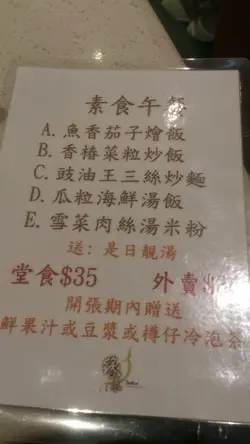 素食午餐
A. 魚香茄子燴飯
B. 香椿菜粒炒飯
C. 豉油王三絲炒麵
D. 瓜粒海鮮湯飯
E. 雪菜肉絲湯米粉
送: 是日靚湯
堂食$35 外賣
開張期內贈送
鮮果汁或豆漿或樽仔冷泡茶